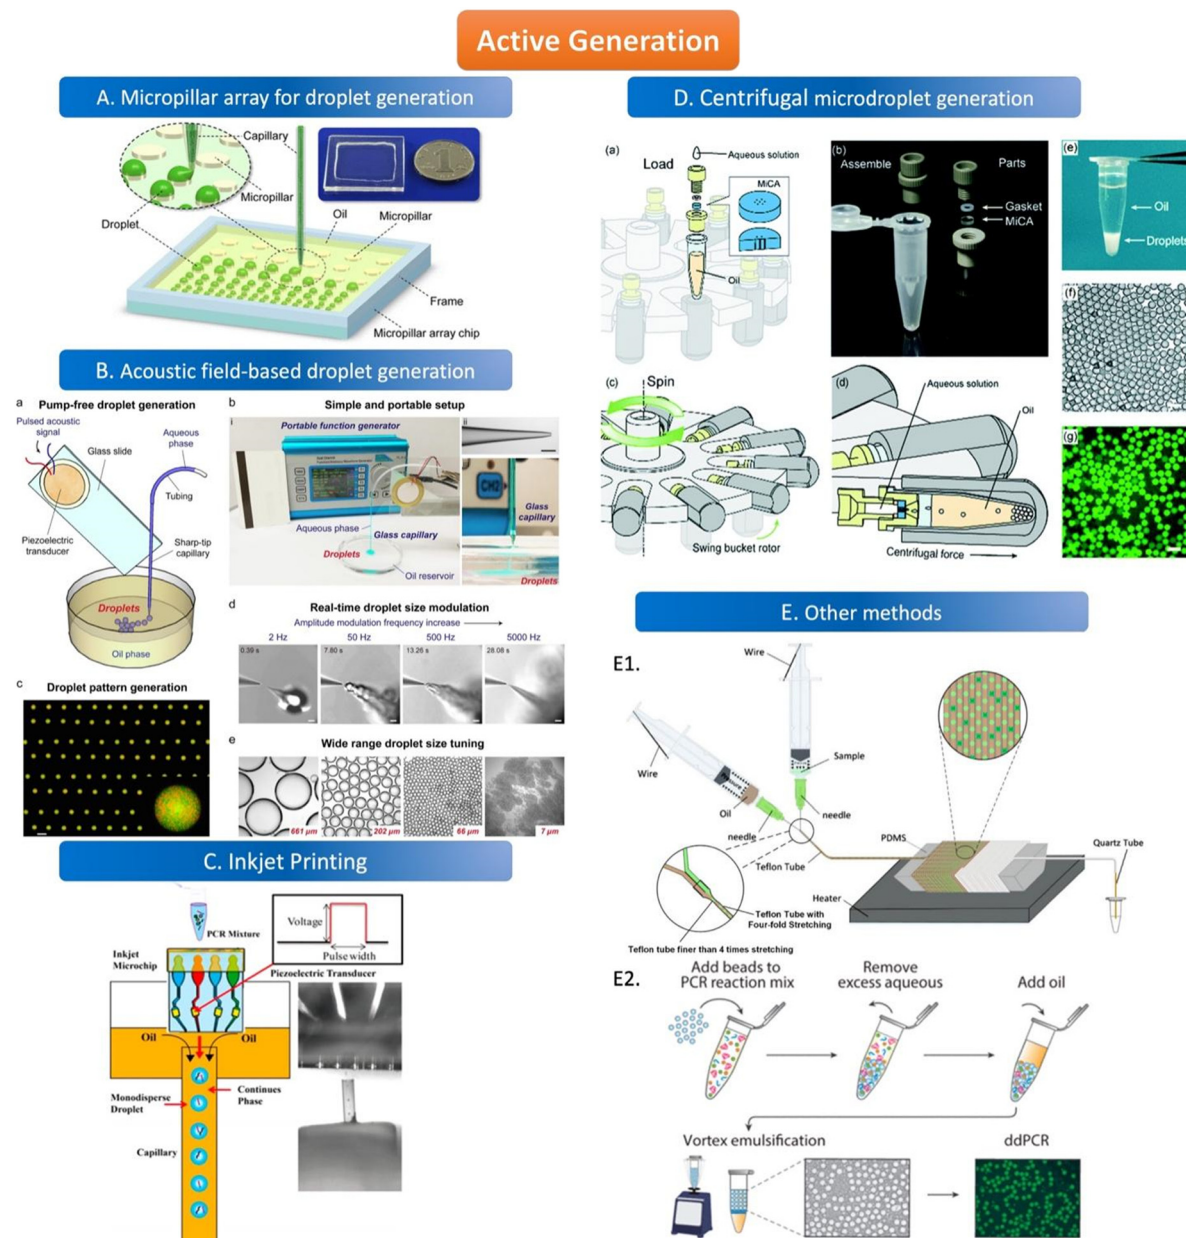 Active Generation
A. Micropillar array for droplet generation
Capillary
Micropillar
Droplet
Oil
Micropillar
Frame
Micropillar array chip
B. Acoustic field-based droplet generation
a
Pump-free droplet generation
Pulsed acoustic
signal
Glass slide
Aqueous
phase
Tubing
Piezoelectric
transducer
Sharp-tip
capillary
Droplets
Oil phase
b
Simple and portable setup
i
Portable function generator
Aqueous phase
Glass capillary
Droplets
Oil reservoir
ii
CH2
Glass
capillary
Droplets
c
Droplet pattern generation
d
Real-time droplet size modulation
Amplitude modulation frequency increase
2 Hz
50 Hz
500 Hz
5000 Hz
0.39 s
7.80 s
13.26 s
28.08 s
e
Wide range droplet size tuning
661 μm
202 μm
66 μm
7 μm
C. Inkjet Printing
PCR Mixture
Voltage
Pulse width
Inkjet
Microchip
Piezoelectric Transducer
Oil
Oil
Monodisperse
Droplet
Continues
Phase
Capillary
D. Centrifugal microdroplet generation
(a)
Load
Aqueous solution
MiCA
Oil
(b)
Assemble
Parts
Gasket
MiCA
(c)
Spin
Swing bucket rotor
(d)
Aqueous solution
Oil
Centrifugal force
(e)
Oil
Droplets
(f)
(g)
E. Other methods
E1.
Wire
Wire
Sample
Oil
needle
needle
Teflon Tube
PDMS
Quartz Tube
Heater
Teflon Tube with
Four-fold Stretching
Teflon tube finer than 4 times stretching
E2.
Add beads to
PCR reaction mix
Remove
excess aqueous
Add oil
Vortex emulsification
ddPCR